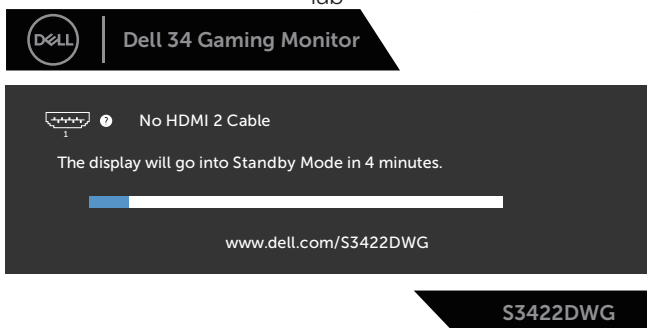 DELL
Dell 34 Gaming Monitor
1
? No HDMI 2 Cable
The display will go into Standby Mode in 4 minutes.
www.dell.com/S3422DWG
S3422DWG